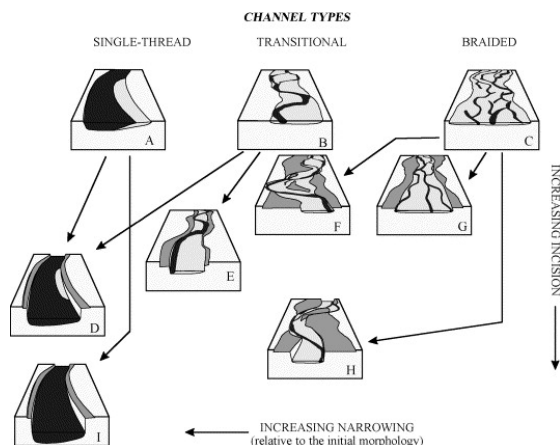 CHANNEL TYPES
SINGLE-THREAD TRANSITIONAL BRAIDED
A B C
F G
E
D
H
I
INCREASING INCISION
INCREASING NARROWING
(relative to the initial morphology)